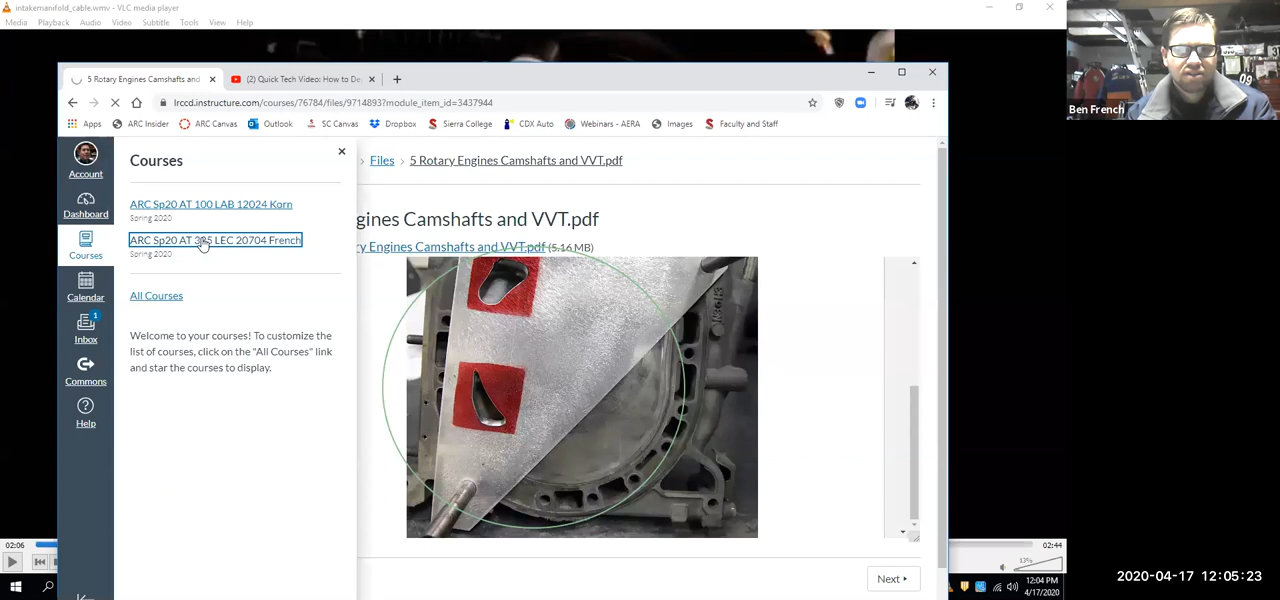 intakemanifold_cable.wmv - VLC media player
Media Playback Audio Video Subtitle Tools View Help
5 Rotary Engines Camshafts and
(2) Quick Tech Video: How to De
lrccd.instructure.com/courses/76784/files/9714893?module_item_id=3437944
Apps ARC Insider ARC Canvas Outlook SC Canvas Dropbox Sierra College CDX Auto Webinars - AERA Images Faculty and Staff
Ben French
Account
Dashboard
Courses
Calendar
Inbox
1
Commons
Help
Courses
ARC Sp20 AT 100 LAB 12024 Korn
Spring 2020
ARC Sp20 AT 335 LEC 20704 French
Spring 2020
All Courses
Welcome to your courses! To customize the
list of courses, click on the "All Courses" link
and star the courses to display.
Files
5 Rotary Engines Camshafts and VVT.pdf
gines Camshafts and VVT.pdf
ry Engines Camshafts and VVT.pdf (5.16 MB)
Next
02:06
02:44
13%
12:04 PM
4/17/2020
2020-04-17 12:05:23
09